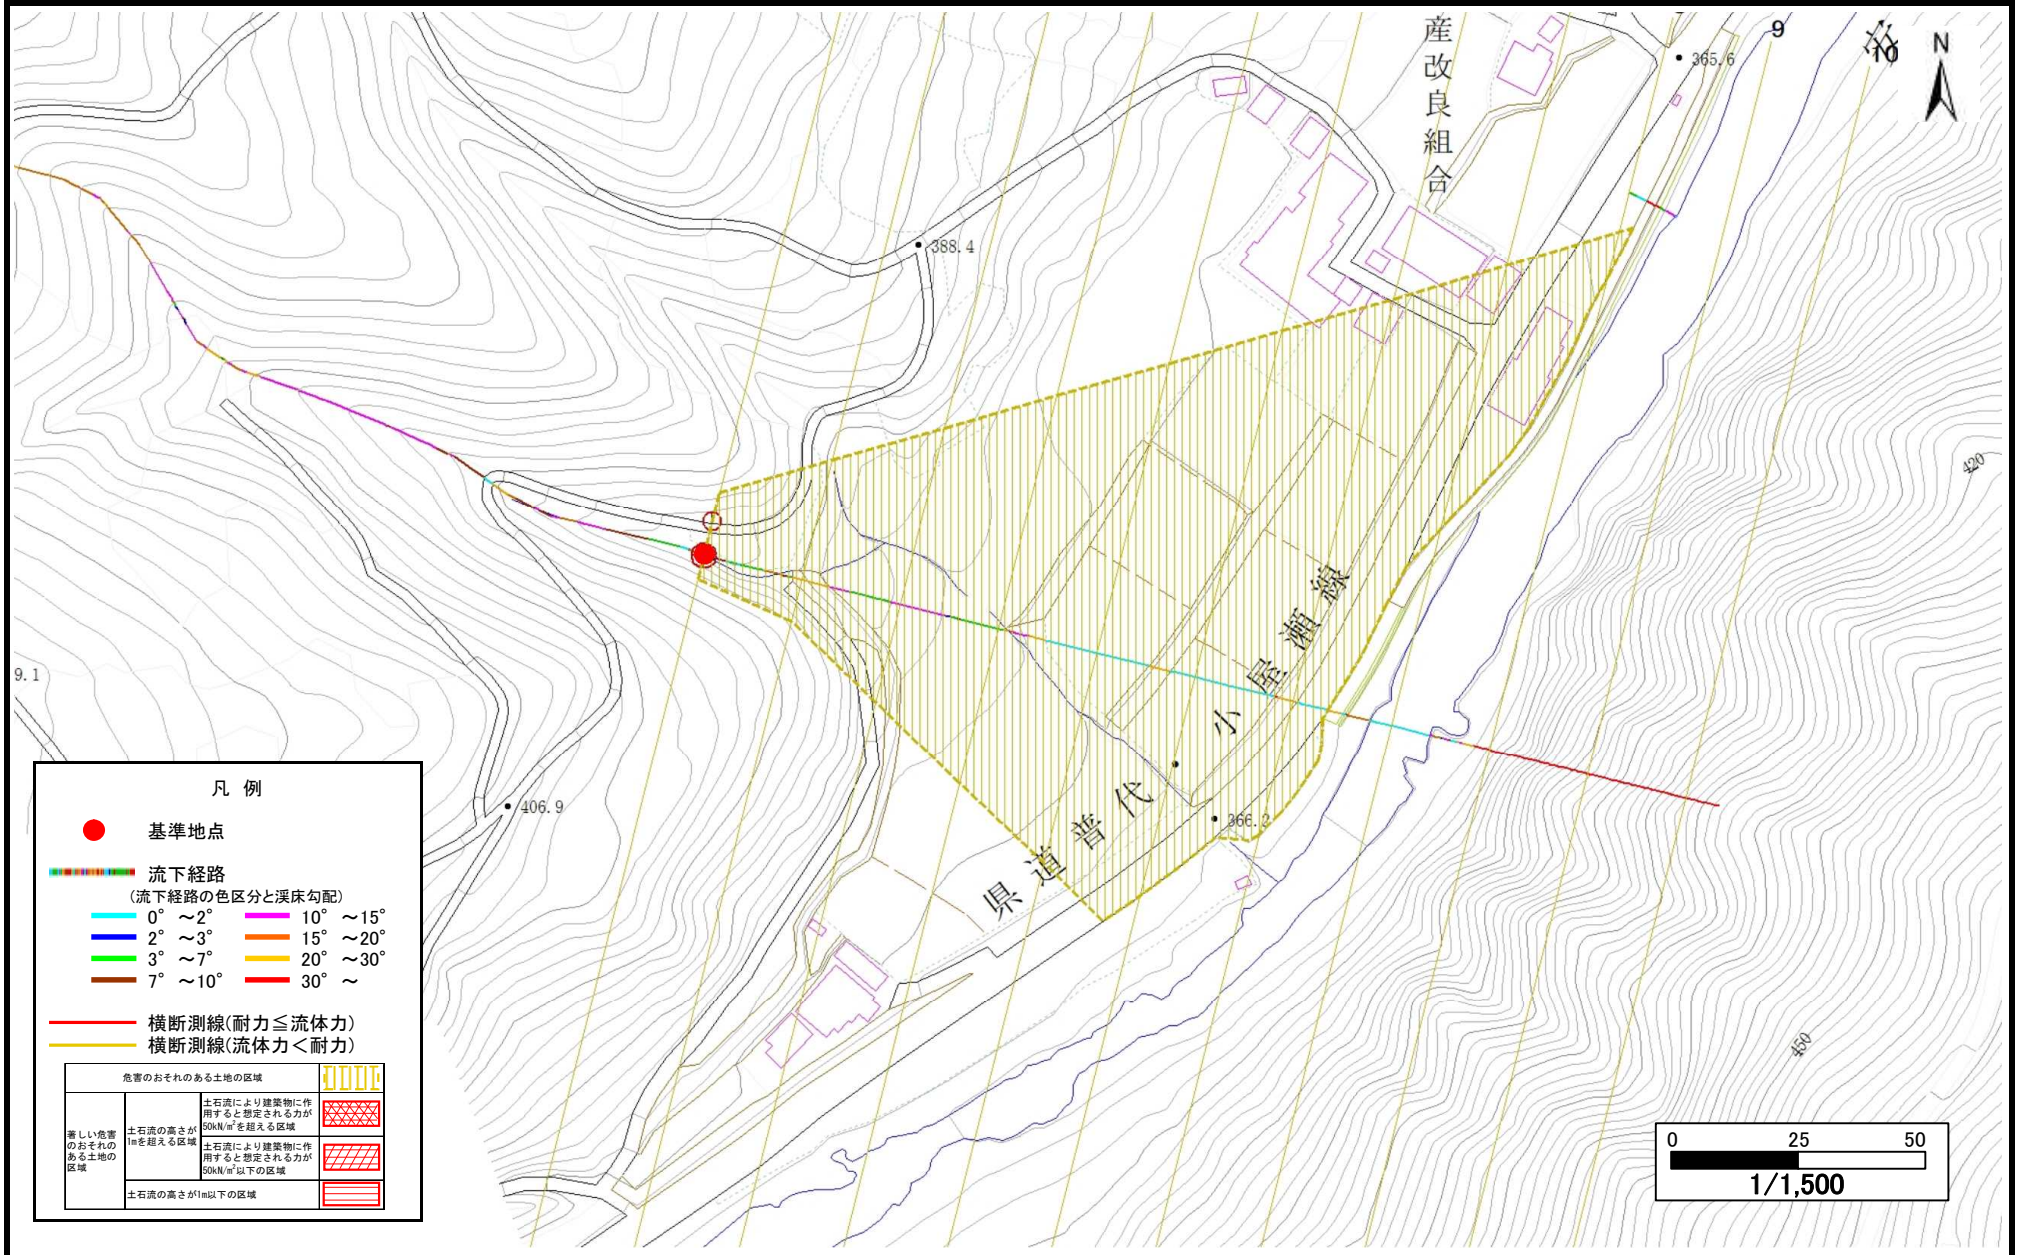 産改良組合
9
10
N
365.6
388.4
420
9.1
406.9
366.2
県道普代小屋瀬線
450
凡 例
基準地点
流下経路
(流下経路の色区分と渓床勾配)
0° ～2° 10° ～15°
2° ～3° 15° ～20°
3° ～7° 20° ～30°
7° ～10° 30° ～
横断測線(耐力≦流体力)
横断測線(流体力＜耐力)
危害のおそれのある土地の区域
著しい危害
のおそれの
ある土地の
区域
土石流の高さが
1mを超える区域
土石流により建築物に作
用すると想定される力が
50kN/m²を超える区域
土石流により建築物に作
用すると想定される力が
50kN/m²以下の区域
土石流の高さが1m以下の区域
0 25 50
1/1,500